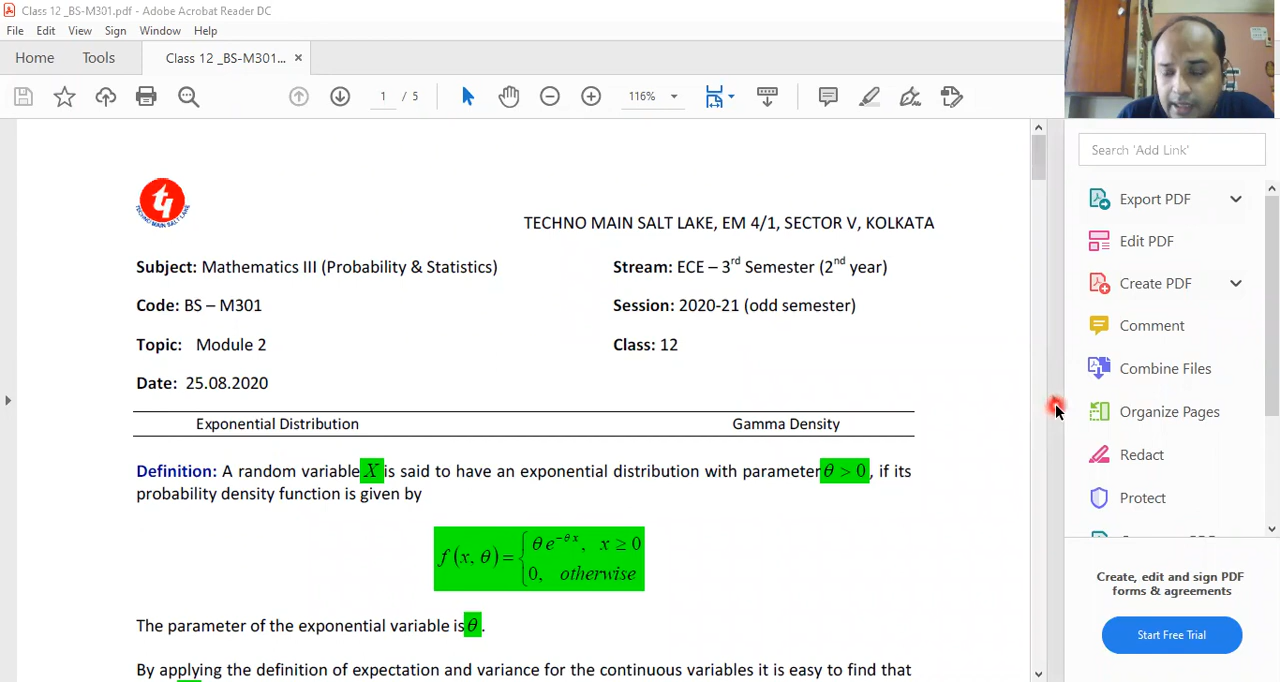 Class 12 _BS-M301.pdf - Adobe Acrobat Reader DC
File Edit View Sign Window Help
Home Tools Class 12 _BS-M301... ×
1 / 5 116%
Search 'Add Link'
Export PDF
Edit PDF
Create PDF
Comment
Combine Files
Organize Pages
Redact
Protect
Create, edit and sign PDF
forms & agreements
Start Free Trial
TECHNO MAIN SALT LAKE
TECHNO MAIN SALT LAKE, EM 4/1, SECTOR V, KOLKATA
Subject: Mathematics III (Probability & Statistics) Stream: ECE – 3rd Semester (2nd year)
Code: BS – M301 Session: 2020-21 (odd semester)
Topic: Module 2 Class: 12
Date: 25.08.2020
Exponential Distribution Gamma Density
Definition: A random variable X is said to have an exponential distribution with parameter θ > 0, if its
probability density function is given by
f(x, θ) = { θ e^{-θx}, x ≥ 0
0, otherwise
The parameter of the exponential variable is θ.
By applying the definition of expectation and variance for the continuous variables it is easy to find that